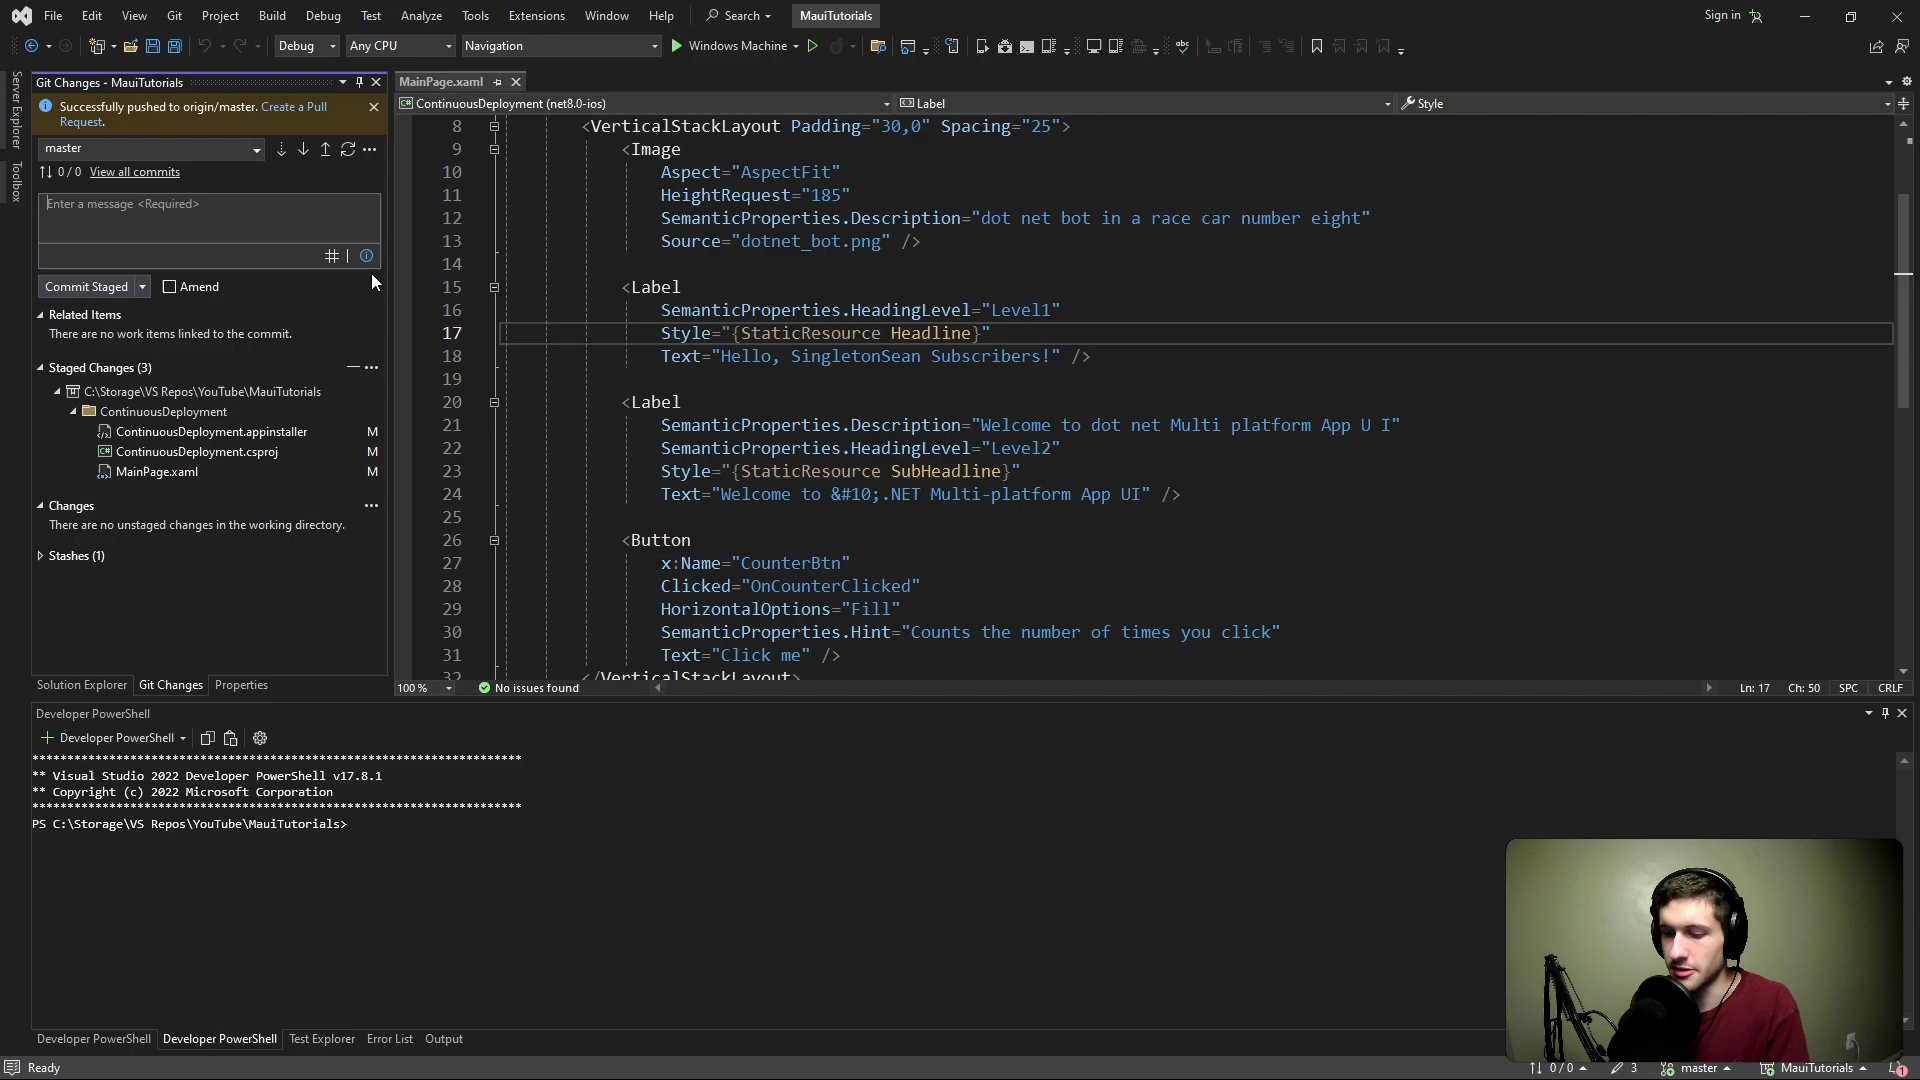 File Edit View Git Project Build Debug Test Analyze Tools Extensions Window Help Search MauiTutorials Sign in
Debug Any CPU Navigation Windows Machine
Server Explorer
Toolbox
Git Changes - MauiTutorials
Successfully pushed to origin/master. Create a Pull
Request.
master
0 / 0 View all commits
Enter a message <Required>
Commit Staged Amend
Related Items
There are no work items linked to the commit.
Staged Changes (3)
C:\Storage\VS Repos\YouTube\MauiTutorials
ContinuousDeployment
ContinuousDeployment.appinstaller M
ContinuousDeployment.csproj M
MainPage.xaml M
Changes
There are no unstaged changes in the working directory.
Stashes (1)
Solution Explorer Git Changes Properties
MainPage.xaml
ContinuousDeployment (net8.0-ios) Label Style
8 <VerticalStackLayout Padding="30,0" Spacing="25">
9 <Image
10 Aspect="AspectFit"
11 HeightRequest="185"
12 SemanticProperties.Description="dot net bot in a race car number eight"
13 Source="dotnet_bot.png" />
14
15 <Label
16 SemanticProperties.HeadingLevel="Level1"
17 Style="{StaticResource Headline}"
18 Text="Hello, SingletonSean Subscribers!" />
19
20 <Label
21 SemanticProperties.Description="Welcome to dot net Multi platform App U I"
22 SemanticProperties.HeadingLevel="Level2"
23 Style="{StaticResource SubHeadline}"
24 Text="Welcome to &#10;.NET Multi-platform App UI" />
25
26 <Button
27 x:Name="CounterBtn"
28 Clicked="OnCounterClicked"
29 HorizontalOptions="Fill"
30 SemanticProperties.Hint="Counts the number of times you click"
31 Text="Click me" />
32 </VerticalStackLayout>
100 % No issues found Ln: 17 Ch: 50 SPC CRLF
Developer PowerShell
Developer PowerShell
**********************************************************************
** Visual Studio 2022 Developer PowerShell v17.8.1
** Copyright (c) 2022 Microsoft Corporation
**********************************************************************
PS C:\Storage\VS Repos\YouTube\MauiTutorials>
Developer PowerShell Developer PowerShell Test Explorer Error List Output
Ready 0 / 0 3 master MauiTutorials 1